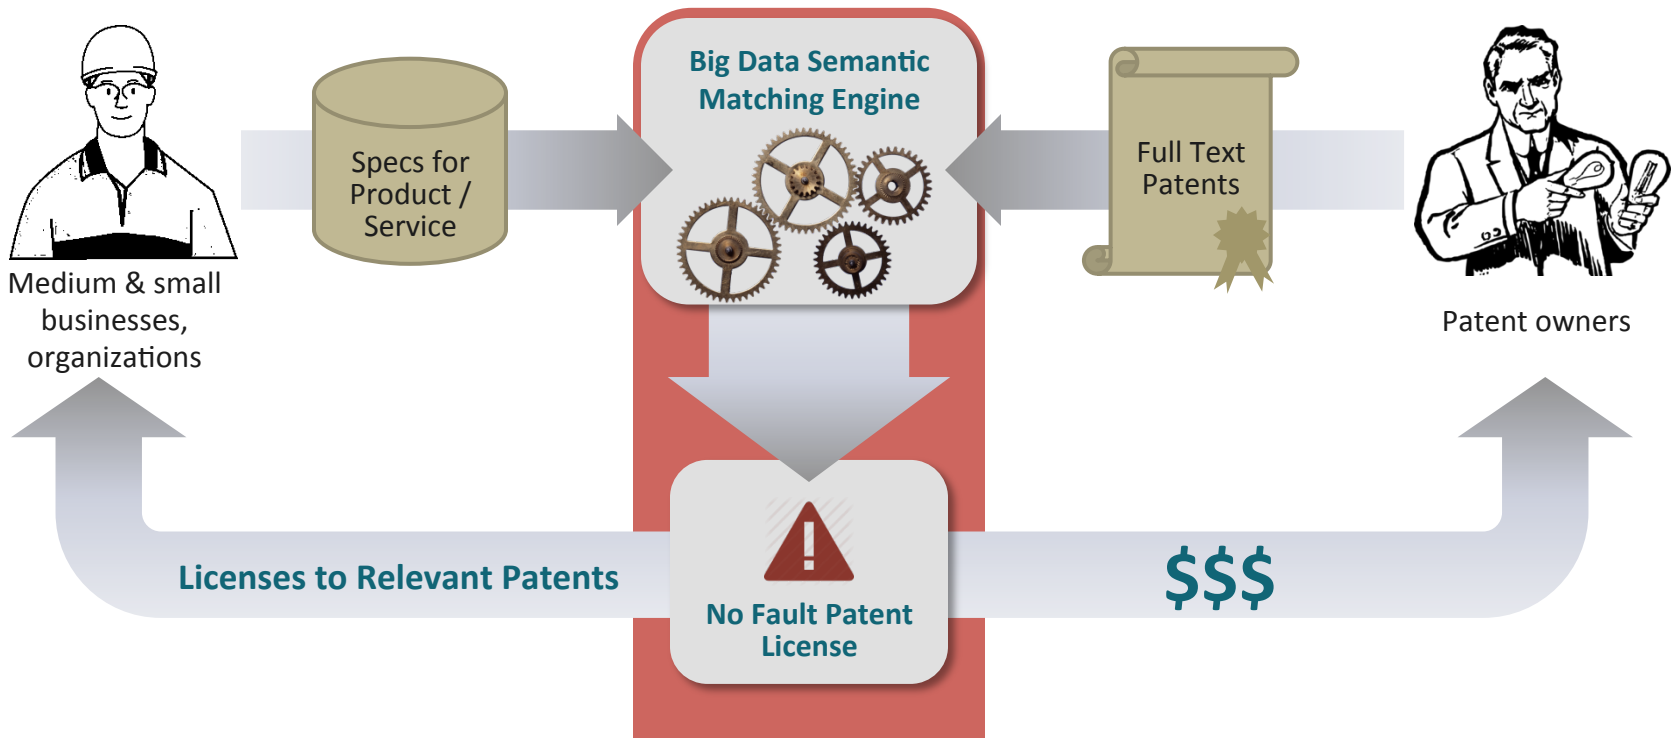 Big Data Semantic
Matching Engine
Specs for
Product /
Service
Full Text
Patents
Medium & small
businesses,
organizations
Patent owners
Licenses to Relevant Patents
$$$
!
No Fault Patent
License